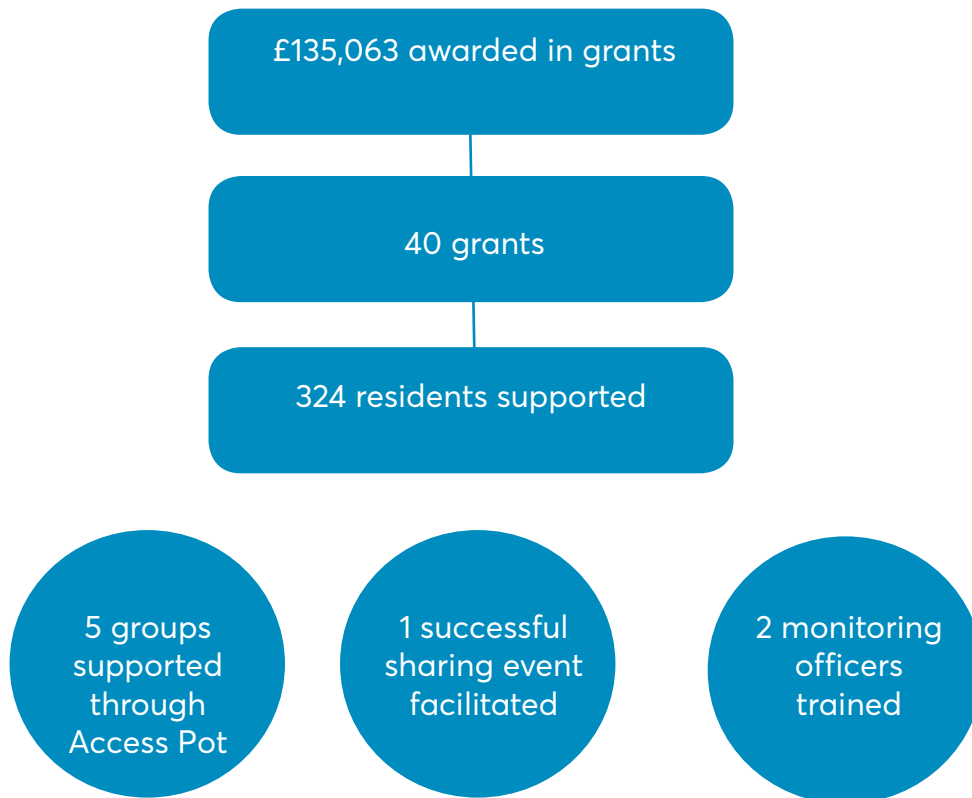 £135,063 awarded in grants
40 grants
324 residents supported
5 groups
supported
through
Access Pot
1 successful
sharing event
facilitated
2 monitoring
officers
trained